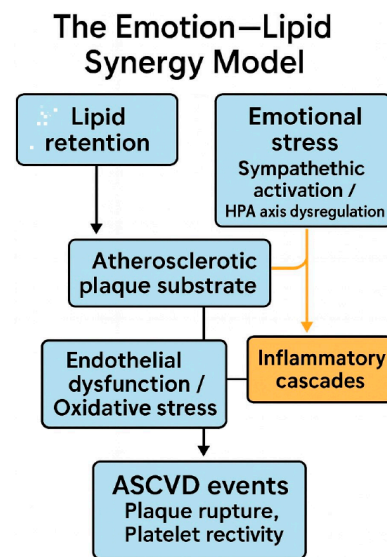 The Emotion—Lipid
Synergy Model
Lipid
retention
Emotional
stress
Sympathethic
activation /
HPA axis dysregulation
Atherosclerotic
plaque substrate
Endothelial
dysfunction /
Oxidative stress
Inflammatory
cascades
ASCVD events
Plaque rupture,
Platelet rectivity